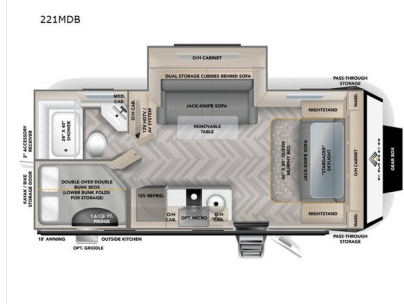 221MDB
O/H CABINET
DUAL STORAGE CUBBIES BEHIND SOFA
PASS-THROUGH
STORAGE
MED.
CAB.
O/H CAB.
12V HDTV /
AV SYSTEM
JACK-KNIFE SOFA
REMOVABLE
TABLE
24" X 40"
SHOWER
2" ACCESSORY
RECEIVER
NIGHTSTAND
WARD.
60" X 80" QUEEN
MURPHY BED
JACK-KNIFE SOFA
"STARGAZER"
SKYLIGHT
O/H CABINET
EMBER
GEAR BOX
KAYAK / BIKE
STORAGE DOOR
DOUBLE OVER DOUBLE
BUNK BEDS
(LOWER BUNK FOLDS
FOR STORAGE)
12V REFRIG.
O/H
CAB.
OPT. MICRO
O/H
CAB.
NIGHTSTAND
WARD.
1.6 CU. FT.
FRIDGE
18' AWNING
OUTSIDE KITCHEN
OPT. GRIDDLE
PASS-THROUGH
STORAGE